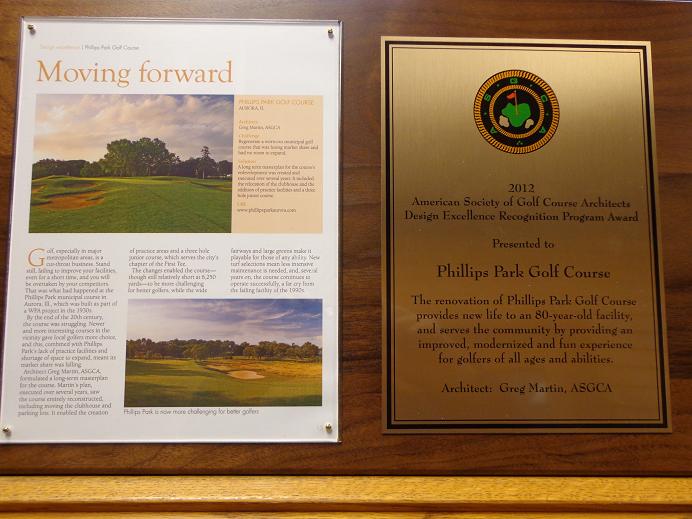 Design excellence | Phillips Park Golf Course
Moving forward
PHILLIPS PARK GOLF COURSE
AURORA, IL
Architect
Greg Martin, ASGCA
Challenge
Regenerate a worn-out municipal golf
course that was losing market share and
had no room to expand.
Solution
A long term masterplan for the course's
redevelopment was created and
executed over several years. It included
the relocation of the clubhouse and the
addition of practice facilities and a three
hole junior course.
URL
www.phillipsparkaurora.com
Golf, especially in major
metropolitan areas, is a
cut-throat business. Stand
still, failing to improve your facilities,
even for a short time, and you will
be overtaken by your competitors.
That was what had happened at the
Phillips Park municipal course in
Aurora, Ill., which was built as part of
a WPA project in the 1930s.
By the end of the 20th century,
the course was struggling. Newer
and more interesting courses in the
vicinity gave local golfers more choice,
and this, combined with Phillips
Park's lack of practice facilities and
shortage of space to expand, meant its
market share was falling.
Architect Greg Martin, ASGCA,
formulated a long-term masterplan
for the course. Martin's plan,
executed over several years, saw
the course entirely reconstructed,
including moving the clubhouse and
parking lots. It enabled the creation
of practice areas and a three hole
junior course, which serves the city's
chapter of the First Tee.
The changes enabled the course—
though still relatively short at 6,250
yards—to be more challenging
for better golfers, while the wide
fairways and large greens make it
playable for those of any ability. New
turf selections mean less intensive
maintenance is needed, and, several
years on, the course continues to
operate successfully, a far cry from
the failing facility of the 1990s.
Phillips Park is now more challenging for better golfers
ASGCA
2012
American Society of Golf Course Architects
Design Excellence Recognition Program Award
Presented to
Phillips Park Golf Course
The renovation of Phillips Park Golf Course
provides new life to an 80-year-old facility,
and serves the community by providing an
improved, modernized and fun experience
for golfers of all ages and abilities.
Architect: Greg Martin, ASGCA